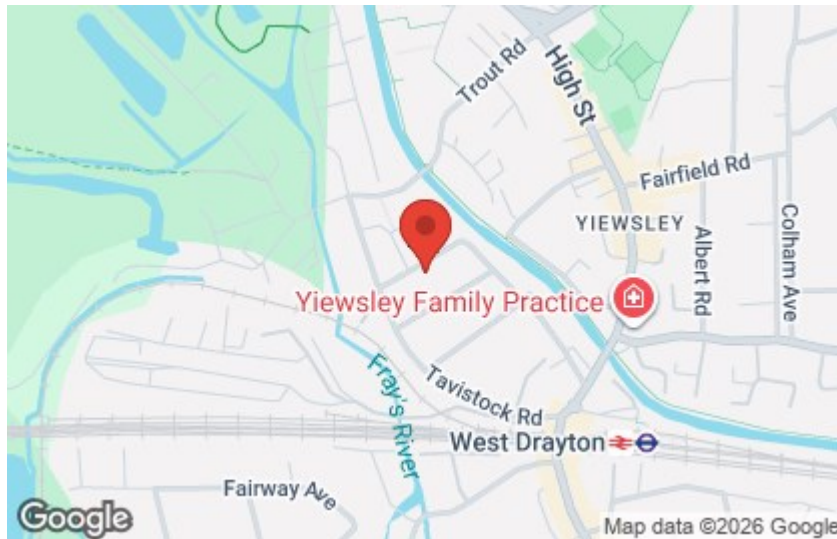 Trout Rd
High St
Fairfield Rd
YIEWSLEY
Albert Rd
Colham Ave
Yiewsley Family Practice
Fray's River
Tavistock Rd
West Drayton
Fairway Ave
Google
Map data ©2026 Google